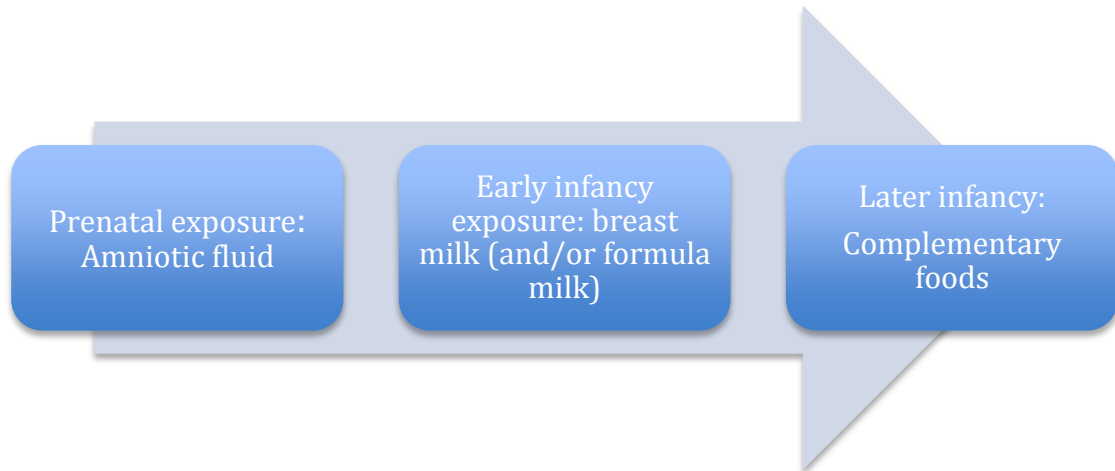 Prenatal exposure:
Amniotic fluid
Early infancy
exposure: breast
milk (and/or formula
milk)
Later infancy:
Complementary
foods